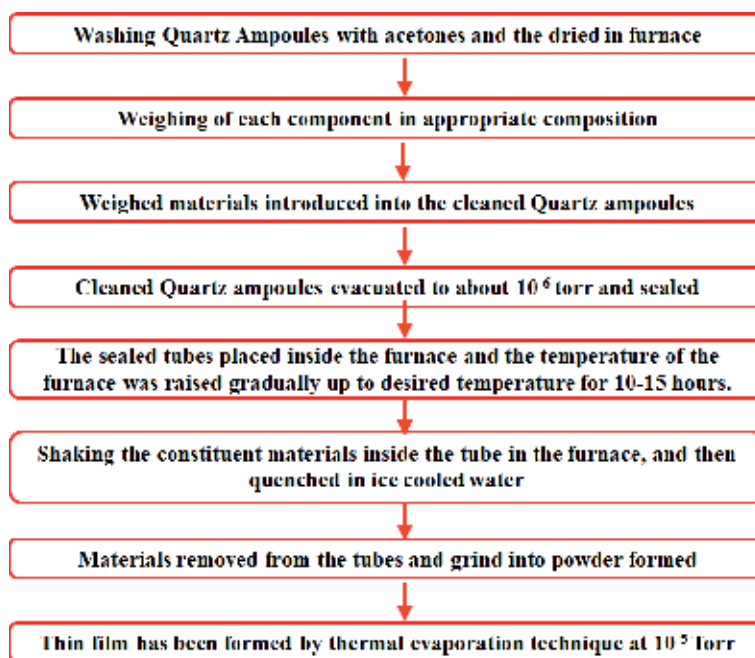 Washing Quartz Ampoules with acetones and the dried in furnace
Weighing of each component in appropriate composition
Weighed materials introduced into the cleaned Quartz ampoules
Cleaned Quartz ampoules evacuated to about 10⁻⁶ torr and sealed
The sealed tubes placed inside the furnace and the temperature of the
furnace was raised gradually up to desired temperature for 10-15 hours.
Shaking the constituent materials inside the tube in the furnace, and then
quenched in ice cooled water
Materials removed from the tubes and grind into powder formed
Thin film has been formed by thermal evaporation technique at 10⁻⁵ Torr